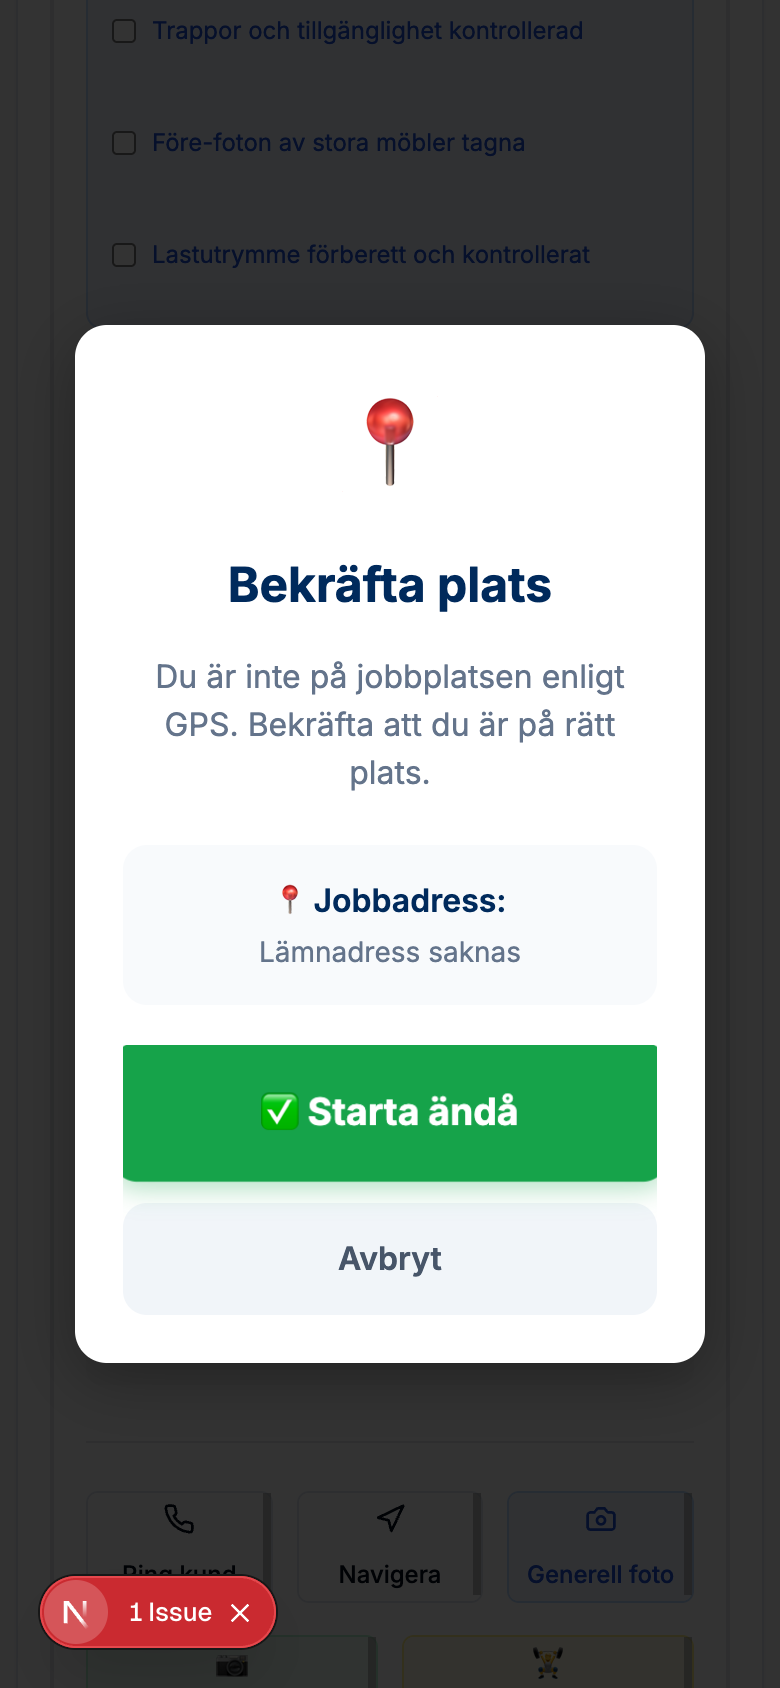 Trappor och tillgänglighet kontrollerad
Före-foton av stora möbler tagna
Lastutrymme förberett och kontrollerat
Bekräfta plats
Du är inte på jobbplatsen enligt
GPS. Bekräfta att du är på rätt
plats.
Jobbadress:
Lämnadress saknas
Starta ändå
Avbryt
Ring kund
Navigera
Generell foto
N
1 Issue